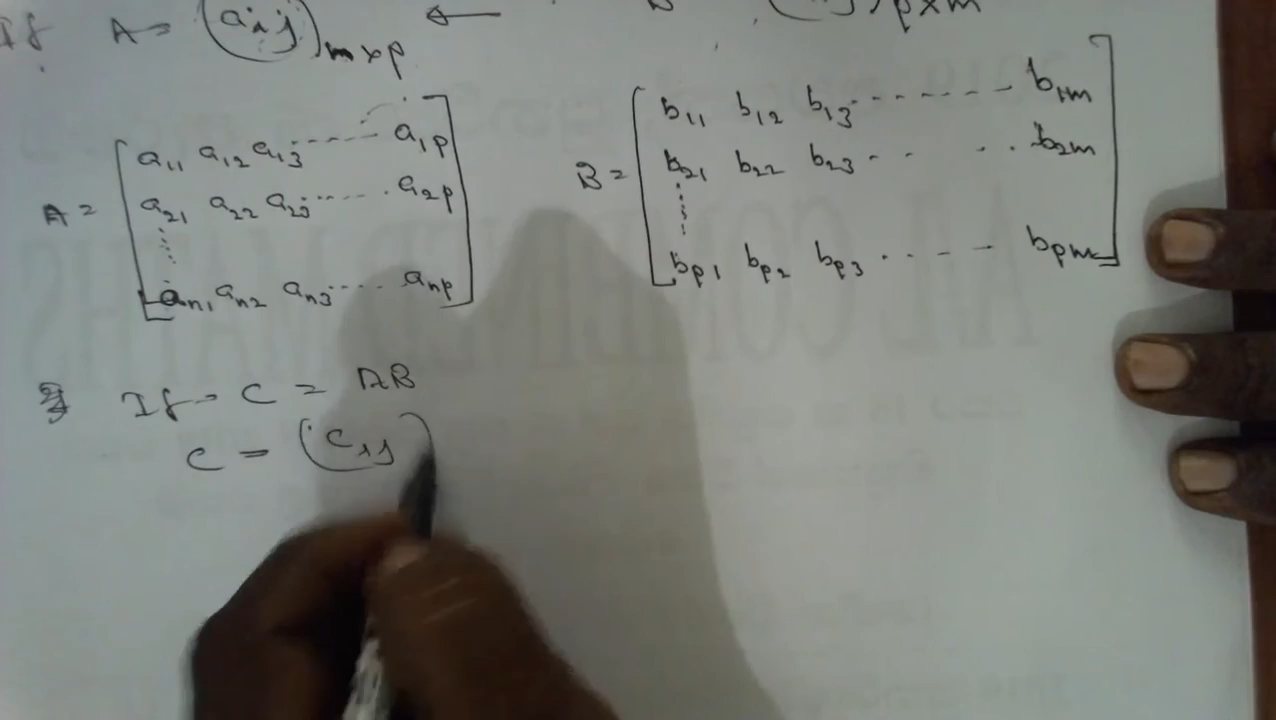 If A = (aij)m×p ← B (j)p×m
A = [ a11 a12 a13 ------ a1p
a21 a22 a23 ...... a2p
an1 an2 an3 .... anp ]
B = [ b11 b12 b13 ------- b1m
b21 b22 b23 - - . . b2m
bp1 bp2 bp3 . . - - - bpm ]
If C = AB
C = (cij)